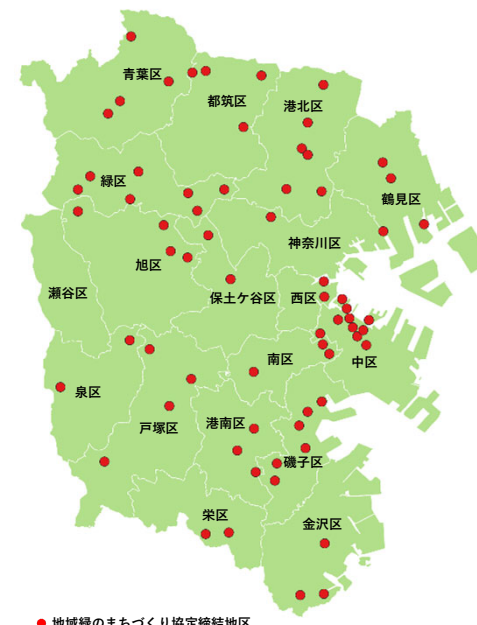 青葉区
都筑区
港北区
緑区
鶴見区
神奈川区
旭区
瀬谷区
保土ケ谷区
西区
中区
南区
泉区
戸塚区
港南区
磯子区
栄区
金沢区
地域緑のまちづくり協定締結地区